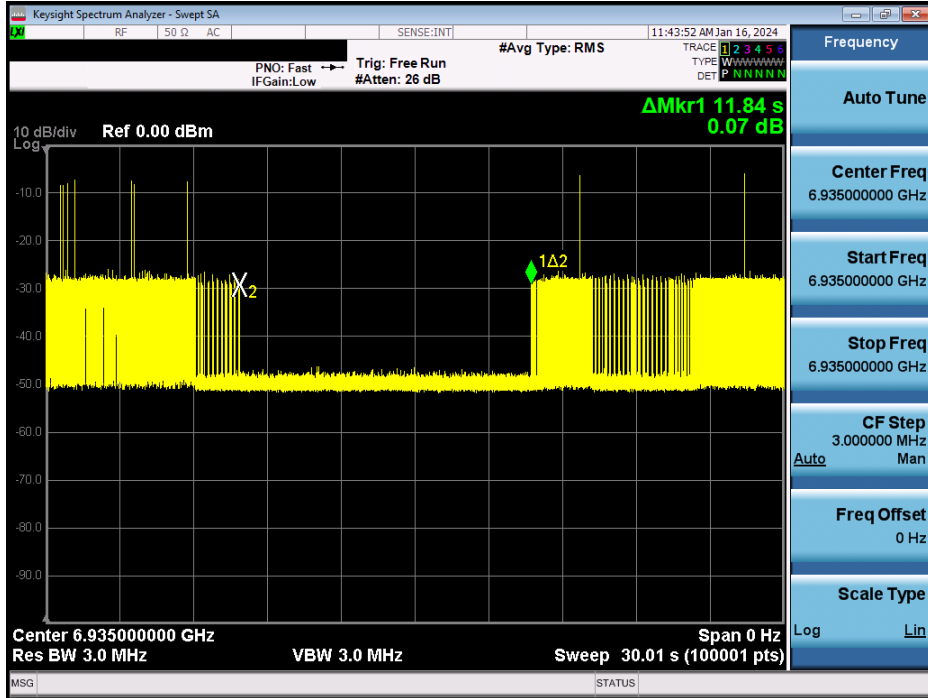 Keysight Spectrum Analyzer - Swept SA
LXI RF 50 Ω AC SENSE:INT 11:43:52 AM Jan 16, 2024
#Avg Type: RMS TRACE 1 2 3 4 5 6
PNO: Fast Trig: Free Run TYPE WWWWWW
IFGain:Low #Atten: 26 dB DET P N N N N N
ΔMkr1 11.84 s
0.07 dB
10 dB/div Ref 0.00 dBm
Log
-10.0
-20.0
-30.0
-40.0
-50.0
-60.0
-70.0
-80.0
-90.0
X2
1Δ2
Center 6.935000000 GHz Span 0 Hz
Res BW 3.0 MHz VBW 3.0 MHz Sweep 30.01 s (100001 pts)
MSG STATUS
Frequency
Auto Tune
Center Freq
6.935000000 GHz
Start Freq
6.935000000 GHz
Stop Freq
6.935000000 GHz
CF Step
3.000000 MHz
Auto Man
Freq Offset
0 Hz
Scale Type
Log Lin